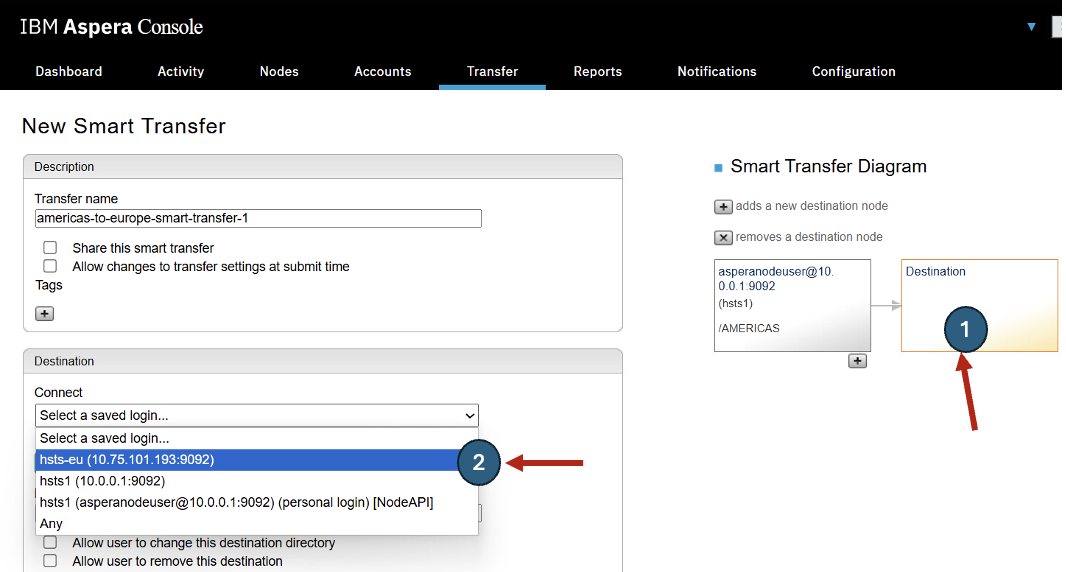 IBM Aspera Console
Dashboard Activity Nodes Accounts Transfer Reports Notifications Configuration
New Smart Transfer
Description
Transfer name
americas-to-europe-smart-transfer-1
Share this smart transfer
Allow changes to transfer settings at submit time
Tags
+
Destination
Connect
Select a saved login...
Select a saved login...
hsts-eu (10.75.101.193:9092)
2
hsts1 (10.0.0.1:9092)
hsts1 (asperanodeuser@10.0.0.1:9092) (personal login) [NodeAPI]
Any
Allow user to change this destination directory
Allow user to remove this destination
Smart Transfer Diagram
+ adds a new destination node
x removes a destination node
asperanodeuser@10.
0.0.1:9092
(hsts1)
/AMERICAS
+
Destination
1